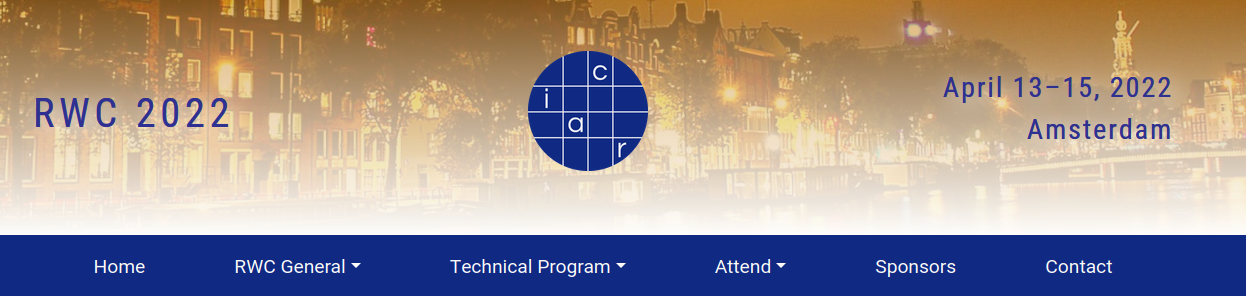 RWC 2022
c
i
a
r
April 13–15, 2022
Amsterdam
Home RWC General Technical Program Attend Sponsors Contact